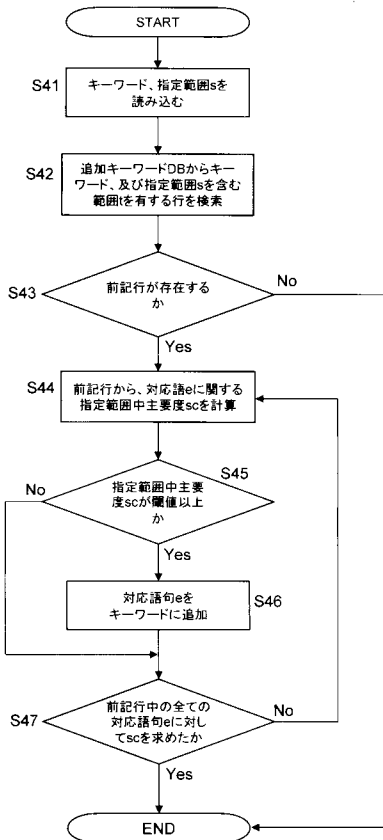 START
S41
キーワード、指定範囲sを
読み込む
S42
追加キーワードDBからキー
ワード、及び指定範囲sを含む
範囲tを有する行を検索
S43
前記行が存在する
か
No
Yes
S44
前記行から、対応語eに関する
指定範囲中主要度scを計算
S45
指定範囲中主要
度scが閾値以上
か
No
Yes
対応語句eを
キーワードに追加
S46
S47
前記行中の全ての
対応語句eに対し
てscを求めたか
No
Yes
END